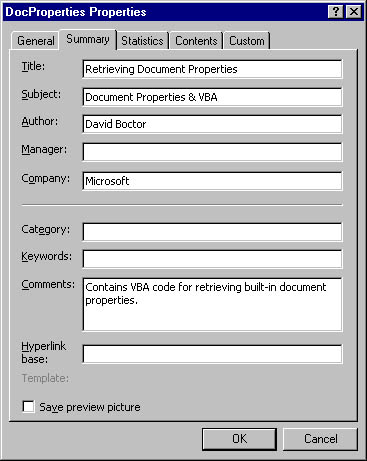 DocProperties Properties
General Summary Statistics Contents Custom
Title: Retrieving Document Properties
Subject: Document Properties & VBA
Author: David Boctor
Manager:
Company: Microsoft
Category:
Keywords:
Comments: Contains VBA code for retrieving built-in document
properties.
Hyperlink
base:
Template:
Save preview picture
OK Cancel